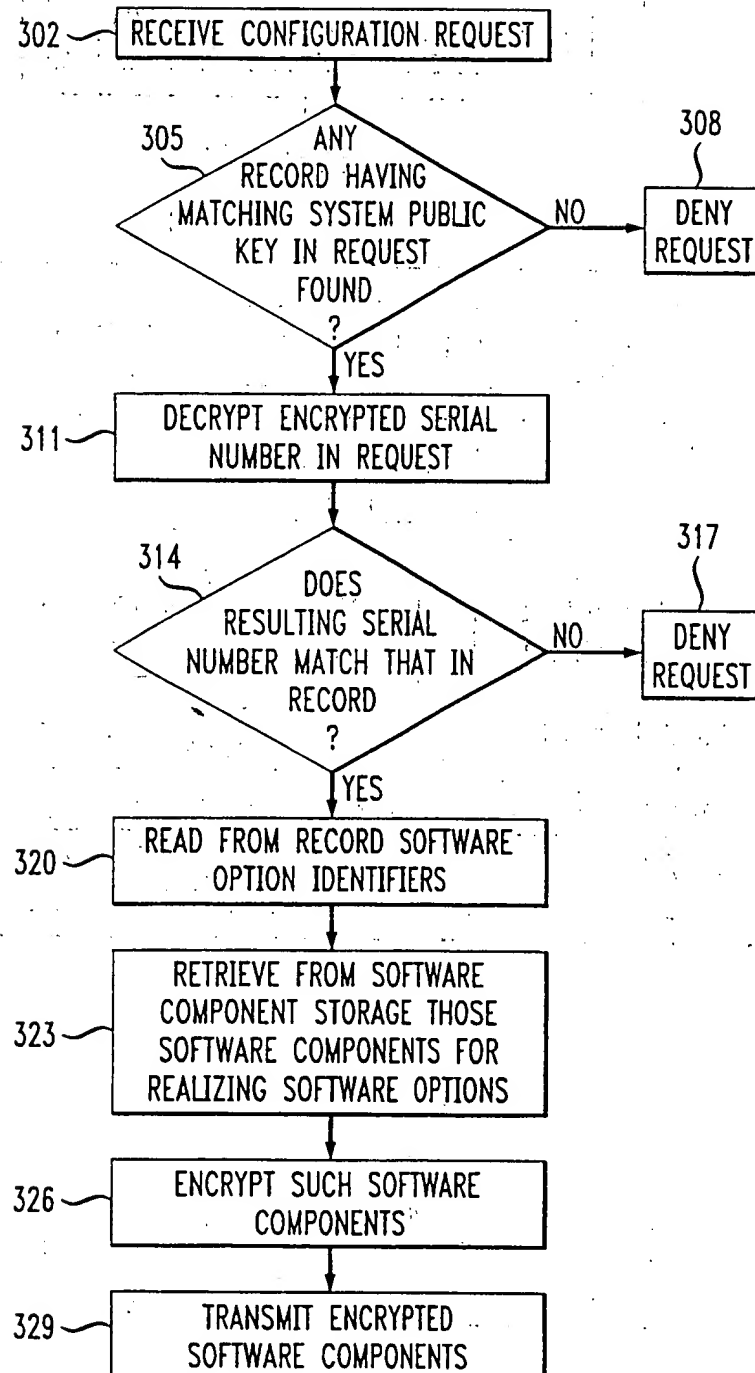 302
RECEIVE CONFIGURATION REQUEST
305
ANY
RECORD HAVING
MATCHING SYSTEM PUBLIC
KEY IN REQUEST
FOUND
?
NO
308
DENY
REQUEST
YES
311
DECRYPT ENCRYPTED SERIAL
NUMBER IN REQUEST
314
DOES
RESULTING SERIAL
NUMBER MATCH THAT IN
RECORD
?
NO
317
DENY
REQUEST
YES
320
READ FROM RECORD SOFTWARE
OPTION IDENTIFIERS
323
RETRIEVE FROM SOFTWARE
COMPONENT STORAGE THOSE
SOFTWARE COMPONENTS FOR
REALIZING SOFTWARE OPTIONS
326
ENCRYPT SUCH SOFTWARE
COMPONENTS
329
TRANSMIT ENCRYPTED
SOFTWARE COMPONENTS